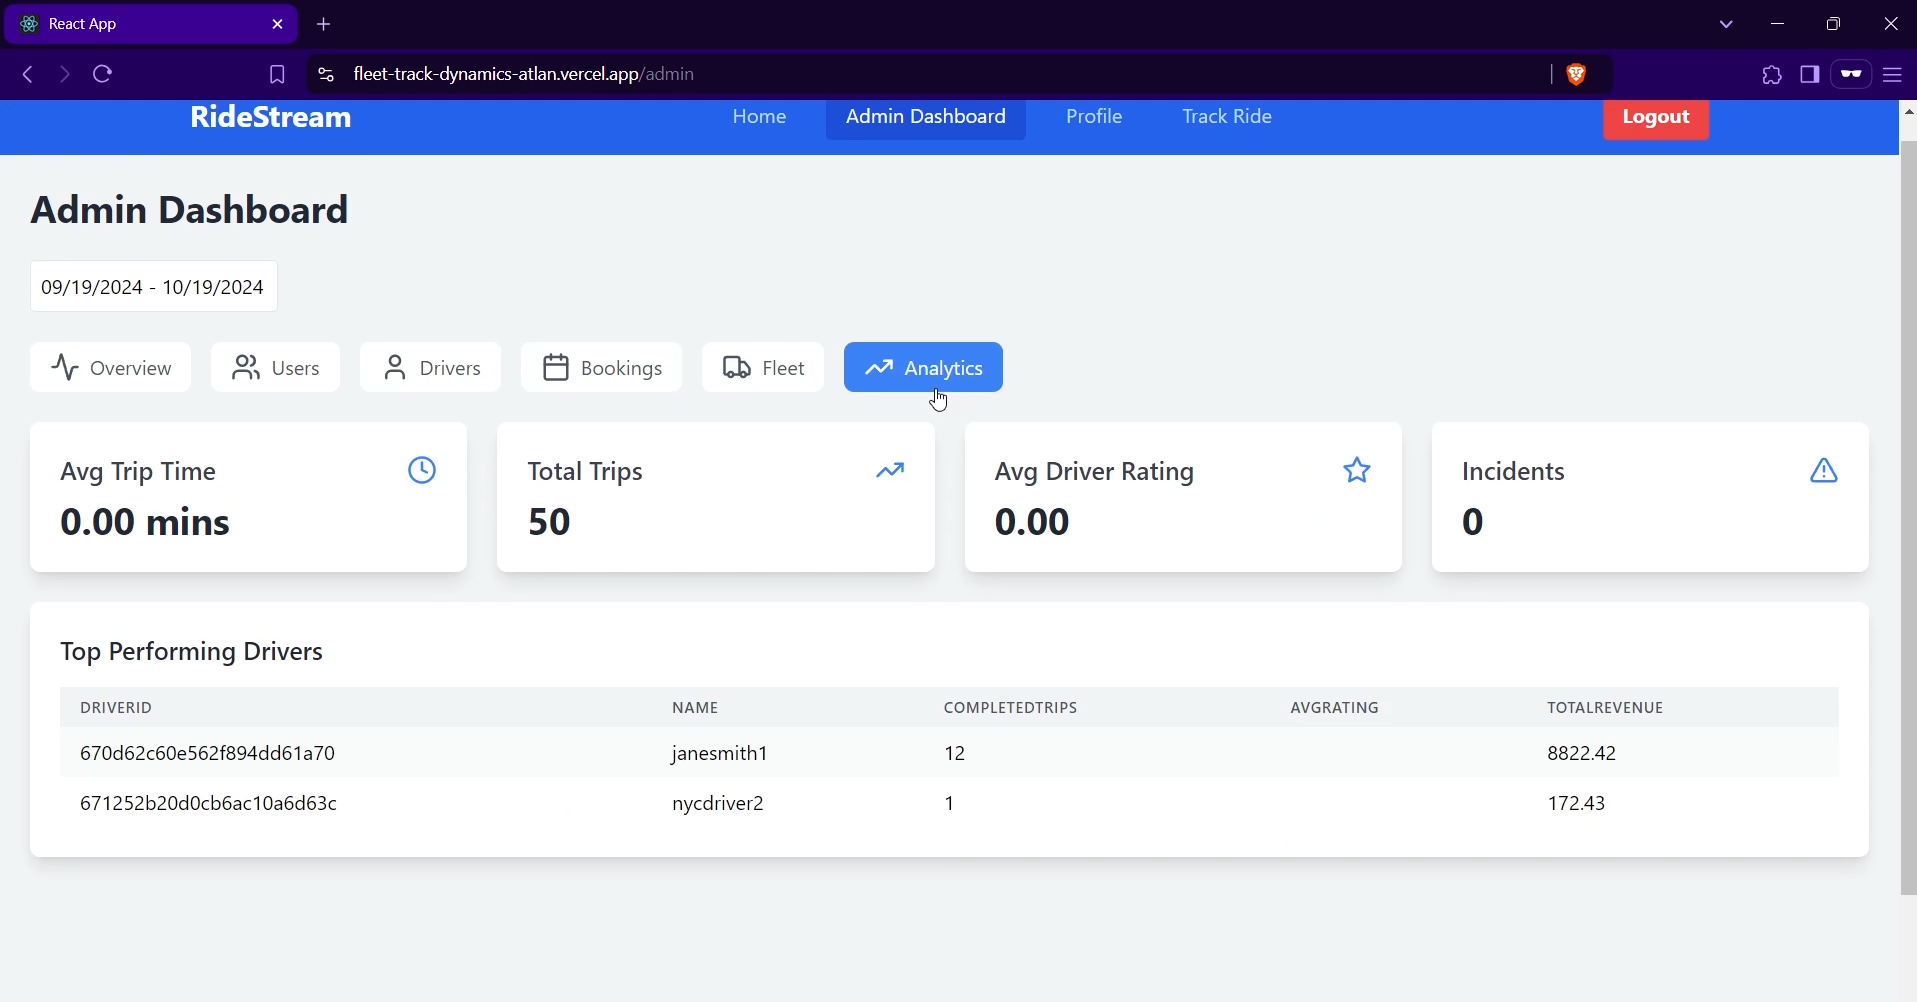 React App
fleet-track-dynamics-atlan.vercel.app/admin
RideStream Home Admin Dashboard Profile Track Ride Logout
Admin Dashboard
09/19/2024 - 10/19/2024
Overview Users Drivers Bookings Fleet Analytics
Avg Trip Time Total Trips Avg Driver Rating Incidents
0.00 mins 50 0.00 0
Top Performing Drivers
DRIVERID NAME COMPLETEDTRIPS AVGRATING TOTALREVENUE
670d62c60e562f894dd61a70 janesmith1 12 8822.42
671252b20d0cb6ac10a6d63c nycdriver2 1 172.43